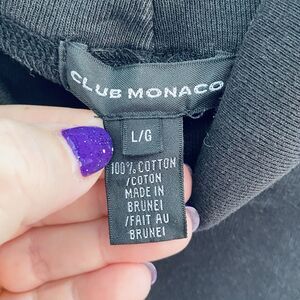 CLUB MONACO
L/G
100% COTTON
/COTON
MADE IN
BRUNEI
/FAIT AU
BRUNEI